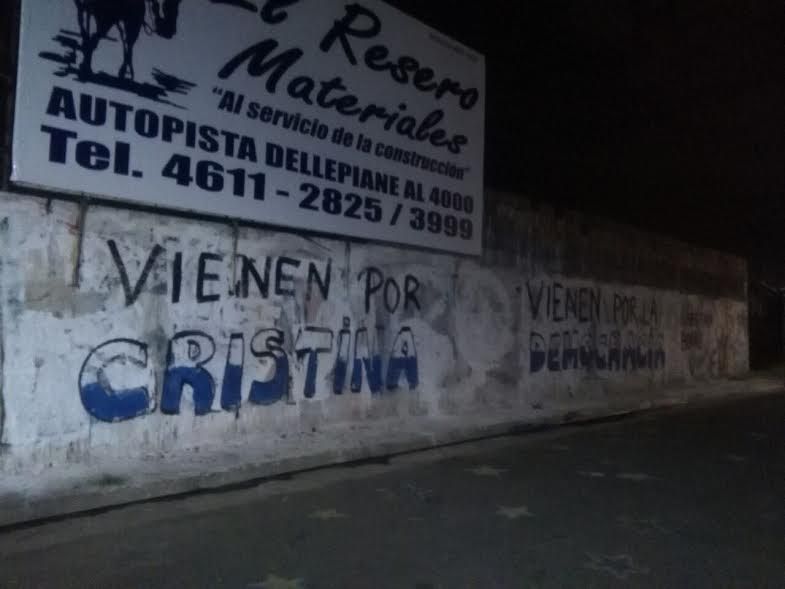 El Resero
Materiales
"Al servicio de la construcción"
AUTOPISTA DELLEPIANE AL 4000
Tel. 4611 - 2825 / 3999
VIENEN POR
CRISTINA
VIENEN POR LA
DEMOCRACIA